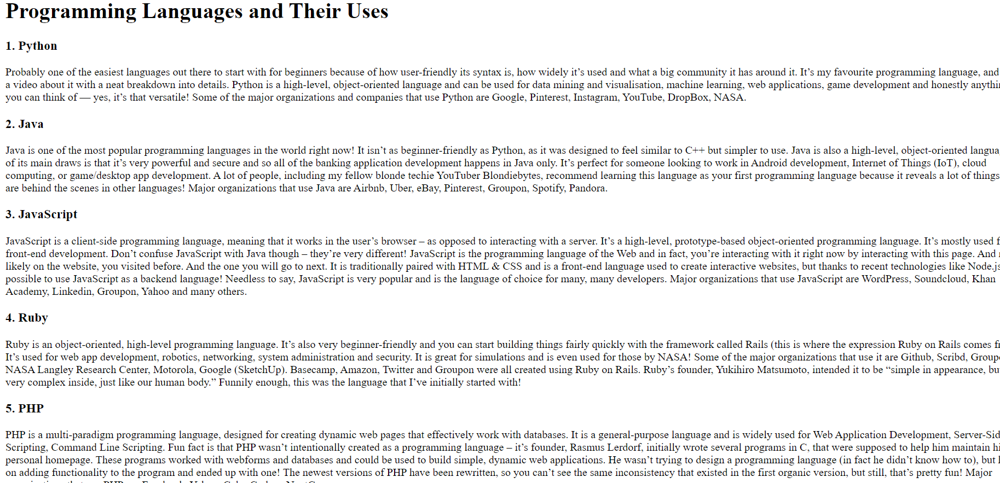 Programming Languages and Their Uses
1. Python
Probably one of the easiest languages out there to start with for beginners because of how user-friendly its syntax is, how widely it’s used and what a big community it has around it. It’s my favourite programming language, and
a video about it with a neat breakdown into details. Python is a high-level, object-oriented language and can be used for data mining and visualisation, machine learning, web applications, game development and honestly
you can think of — yes, it’s that versatile! Some of the major organizations and companies that use Python are Google, Pinterest, Instagram, YouTube, DropBox, NASA.
2. Java
Java is one of the most popular programming languages in the world right now! It isn’t as beginner-friendly as Python, as it was designed to feel similar to C++ but simpler to use. Java is also a high-level, object-oriented
of its main draws is that it’s very powerful and secure and so all of the banking application development happens in Java only. It’s perfect for someone looking to work in Android development, Internet of Things (IoT), cloud
computing, or game/desktop app development. A lot of people, including my fellow blonde techie YouTuber Blondiebytes, recommend learning this language as your first programming language because it reveals a lot of things
are behind the scenes in other languages! Major organizations that use Java are Airbnb, Uber, eBay, Pinterest, Groupon, Spotify, Pandora.
3. JavaScript
JavaScript is a client-side programming language, meaning that it works in the user’s browser – as opposed to interacting with a server. It’s a high-level, prototype-based object-oriented programming language. It’s mostly used
front-end development. Don’t confuse JavaScript with Java though – they’re very different! JavaScript is the programming language of the Web and in fact, you’re interacting with it right now by interacting with this page. And
likely on the website, you visited before. And the one you will go to next. It is traditionally paired with HTML & CSS and is a front-end language used to create interactive websites, but thanks to recent technologies like Node.js
possible to use JavaScript as a backend language! Needless to say, JavaScript is very popular and is the language of choice for many, many developers. Major organizations that use JavaScript are WordPress, Soundcloud, Khan
Academy, Linkedin, Groupon, Yahoo and many others.
4. Ruby
Ruby is an object-oriented, high-level programming language. It’s also very beginner-friendly and you can start building things fairly quickly with the framework called Rails (this is where the expression Ruby on Rails comes
It’s used for web app development, robotics, networking, system administration and security. It is great for simulations and is even used for those by NASA! Some of the major organizations that use it are Github, Scribd,
NASA Langley Research Center, Motorola, Google (SketchUp). Basecamp, Amazon, Twitter and Groupon were all created using Ruby on Rails. Ruby’s founder, Yukihiro Matsumoto, intended it to be “simple in appearance,
very complex inside, just like our human body.” Funnily enough, this was the language that I’ve initially started with!
5. PHP
PHP is a multi-paradigm programming language, designed for creating dynamic web pages that effectively work with databases. It is a general-purpose language and is widely used for Web Application Development,
Scripting, Command Line Scripting. Fun fact is that PHP wasn’t intentionally created as a programming language – it’s founder, Rasmus Lerdorf, initially wrote several programs in C, that were supposed to help him maintain
personal homepage. These programs worked with webforms and databases and could be used to build simple, dynamic web applications. He wasn’t trying to design a programming language (in fact he didn’t know how to), but
on adding functionality to the program and ended up with one! The newest versions of PHP have been rewritten, so you can’t see the same inconsistency that existed in the first organic version, but still, that’s pretty fun! Major